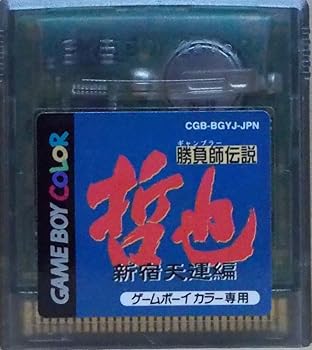 CGB-BGYJ-JPN
ギャンブラー
勝負師伝説
哲也
新宿天運編
ゲームボーイカラー専用
GAME BOY COLOR